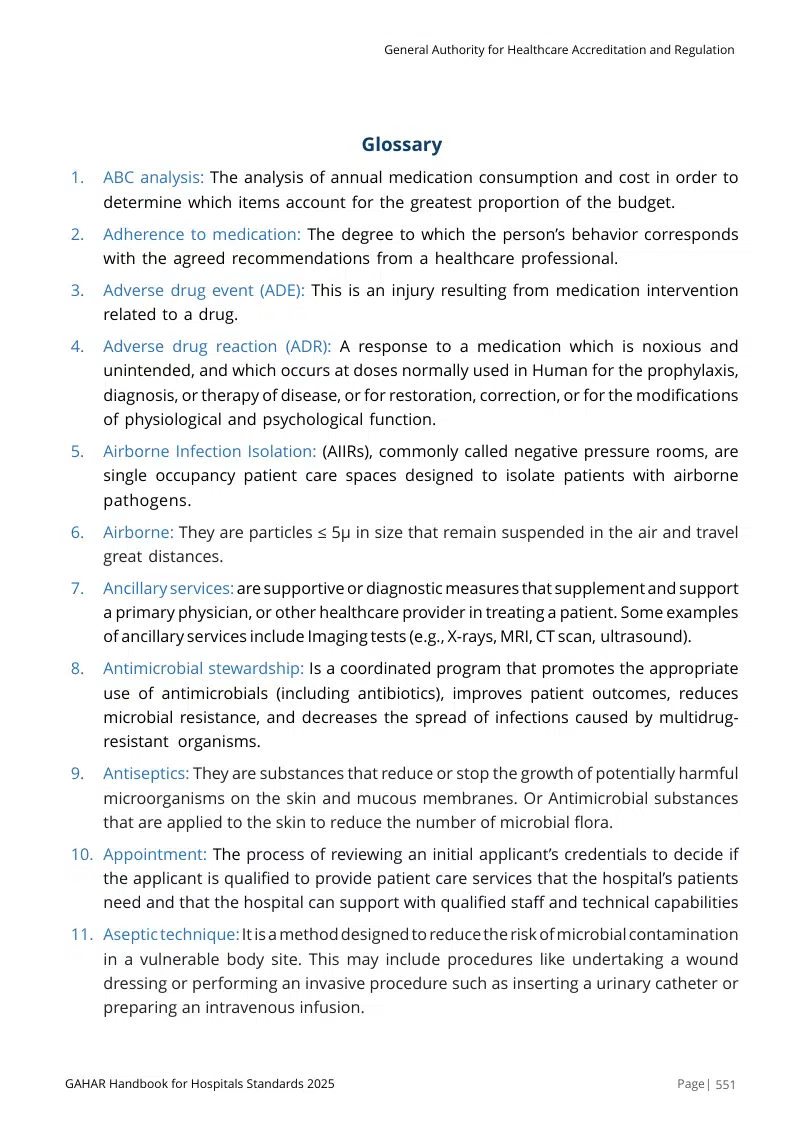 General Authority for Healthcare Accreditation and Regulation
Glossary
1. ABC analysis: The analysis of annual medication consumption and cost in order to
determine which items account for the greatest proportion of the budget.
2. Adherence to medication: The degree to which the person’s behavior corresponds
with the agreed recommendations from a healthcare professional.
3. Adverse drug event (ADE): This is an injury resulting from medication intervention
related to a drug.
4. Adverse drug reaction (ADR): A response to a medication which is noxious and
unintended, and which occurs at doses normally used in Human for the prophylaxis,
diagnosis, or therapy of disease, or for restoration, correction, or for the modifications
of physiological and psychological function.
5. Airborne Infection Isolation: (AIIRs), commonly called negative pressure rooms, are
single occupancy patient care spaces designed to isolate patients with airborne
pathogens.
6. Airborne: They are particles ≤ 5µ in size that remain suspended in the air and travel
great distances.
7. Ancillary services: are supportive or diagnostic measures that supplement and support
a primary physician, or other healthcare provider in treating a patient. Some examples
of ancillary services include Imaging tests (e.g., X-rays, MRI, CT scan, ultrasound).
8. Antimicrobial stewardship: Is a coordinated program that promotes the appropriate
use of antimicrobials (including antibiotics), improves patient outcomes, reduces
microbial resistance, and decreases the spread of infections caused by multidrug-
resistant organisms.
9. Antiseptics: They are substances that reduce or stop the growth of potentially harmful
microorganisms on the skin and mucous membranes. Or Antimicrobial substances
that are applied to the skin to reduce the number of microbial flora.
10. Appointment: The process of reviewing an initial applicant’s credentials to decide if
the applicant is qualified to provide patient care services that the hospital’s patients
need and that the hospital can support with qualified staff and technical capabilities
11. Aseptic technique: It is a method designed to reduce the risk of microbial contamination
in a vulnerable body site. This may include procedures like undertaking a wound
dressing or performing an invasive procedure such as inserting a urinary catheter or
preparing an intravenous infusion.
GAHAR Handbook for Hospitals Standards 2025
Page| 551